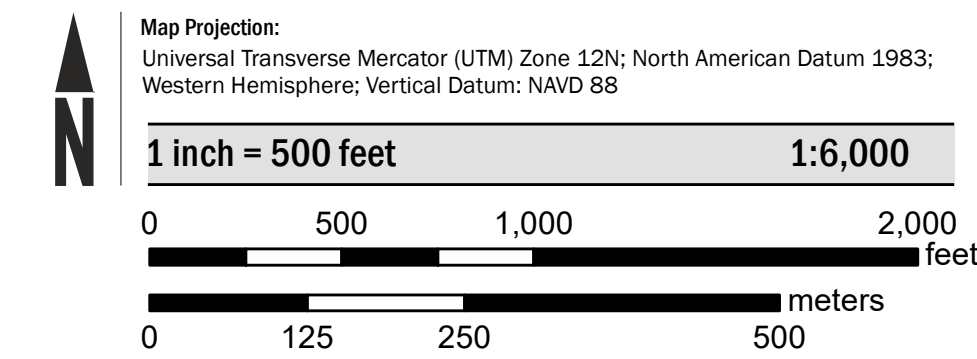 Map Projection:
Universal Transverse Mercator (UTM) Zone 12N; North American Datum 1983;
Western Hemisphere; Vertical Datum: NAVD 88
N
1 inch = 500 feet 1:6,000
0 500 1,000 2,000
feet
meters
0 125 250 500